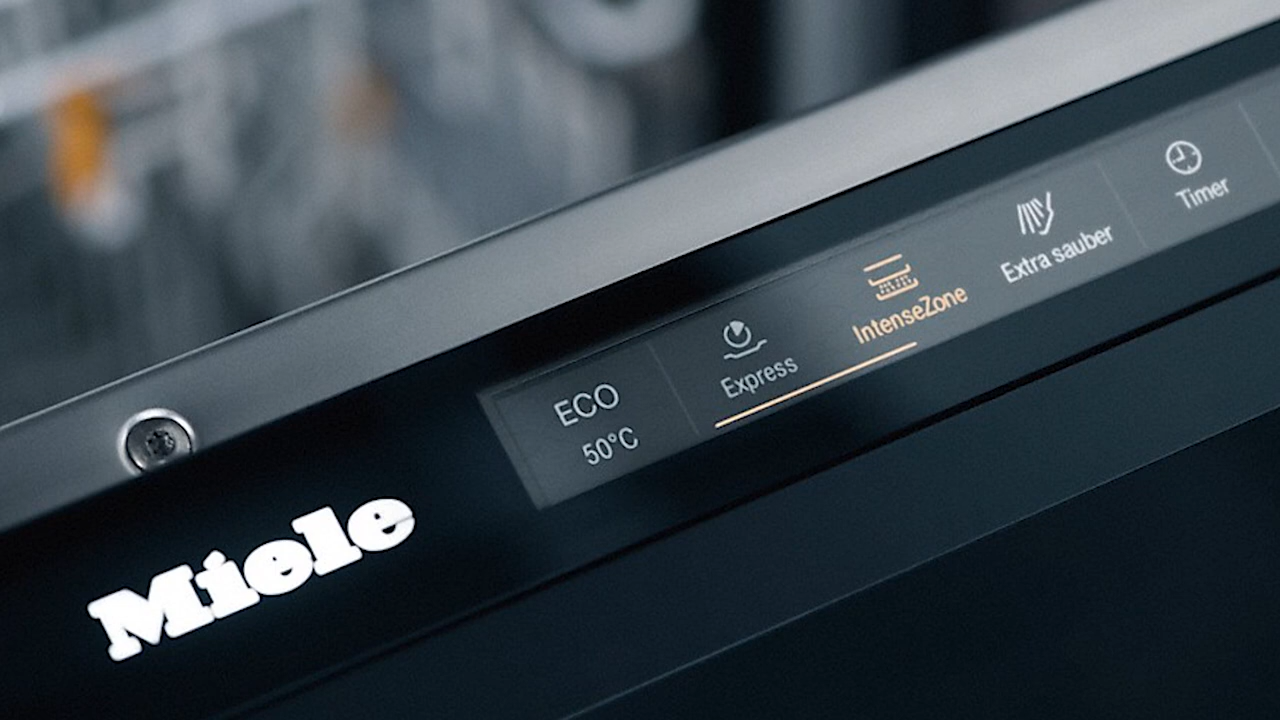 Miele
ECO
50°C
Express
IntenseZone
Extra sauber
Timer